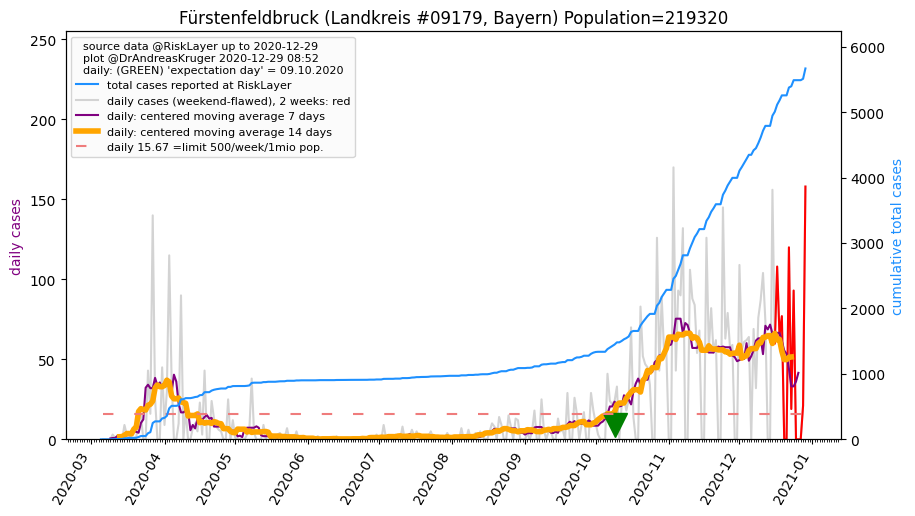 Fürstenfeldbruck (Landkreis #09179, Bayern) Population=219320
source data @RiskLayer up to 2020-12-29
plot @DrAndreasKruger 2020-12-29 08:52
daily: (GREEN) 'expectation day' = 09.10.2020
total cases reported at RiskLayer
daily cases (weekend-flawed), 2 weeks: red
daily: centered moving average 7 days
daily: centered moving average 14 days
daily 15.67 =limit 500/week/1mio pop.
daily cases
250
200
150
100
50
0
6000
5000
4000
3000
2000
1000
0
cumulative total cases
2020-03
2020-04
2020-05
2020-06
2020-07
2020-08
2020-09
2020-10
2020-11
2020-12
2021-01